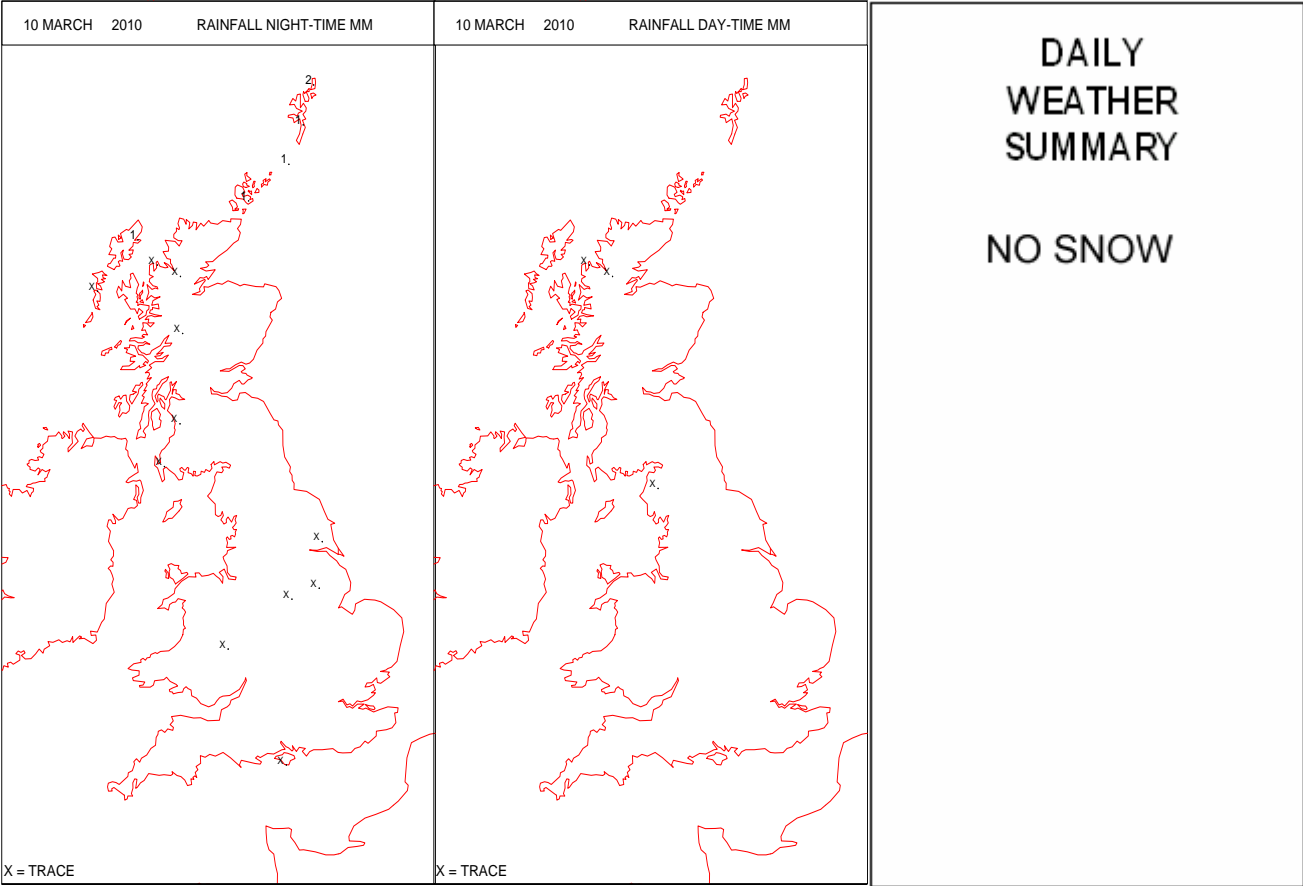 10 MARCH 2010 RAINFALL NIGHT-TIME MM
2.
1.
1.
1.
1
X
X.
X
X.
X.
X.
X.
X.
X.
X.
X.
X = TRACE
10 MARCH 2010 RAINFALL DAY-TIME MM
X
X.
X.
X = TRACE
DAILY
WEATHER
SUMMARY
NO SNOW